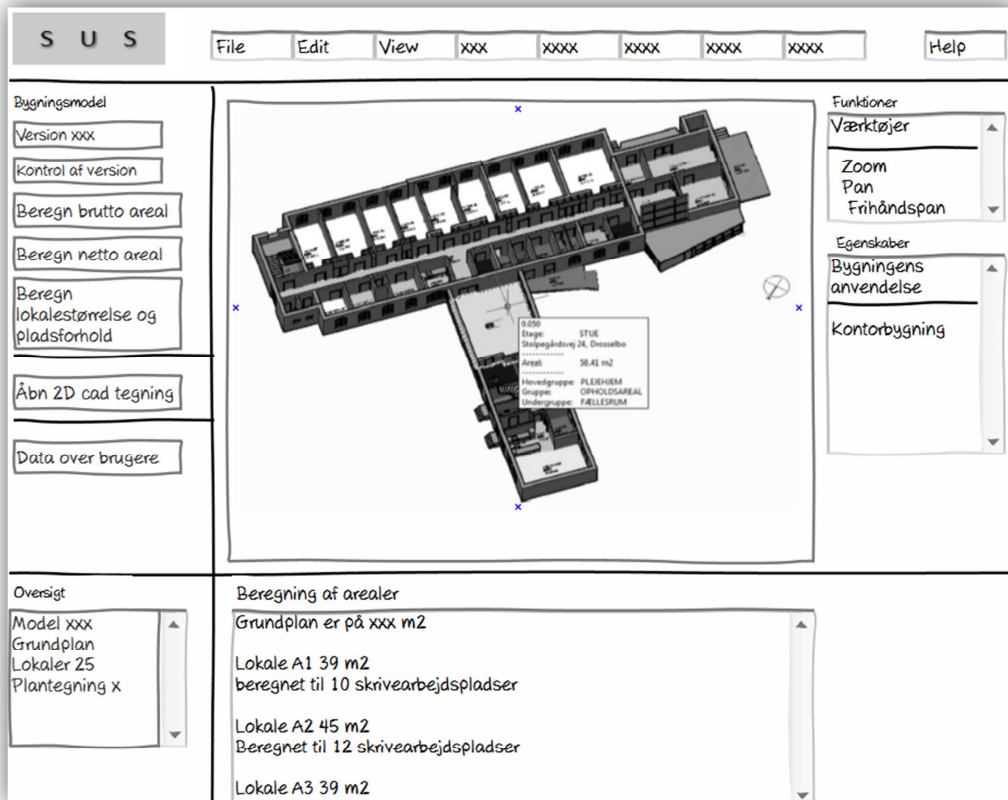 S U S
File
Edit
View
xxx
xxxx
xxxx
xxxx
xxxx
Help
Bygningsmodel
Version xxx
Kontrol af version
Beregn brutto areal
Beregn netto areal
Beregn
lokalestørrelse og
pladsforhold
Åbn 2D cad tegning
Data over brugere
0.050
Etage: STUE
Stolpegårdsvej 24, Drosselbo
------------
Areal: 58.41 m2
------------
Hovedgruppe: PLEJEHJEM
Gruppe: OPHOLDSAREAL
Undergruppe: FÆLLESRUM
Funktioner
Værktøjer
Zoom
Pan
Frihåndspan
Egenskaber
Bygningens
anvendelse
Kontorbygning
Oversigt
Model xxx
Grundplan
Lokaler 25
Plantegning x
Beregning af arealer
Grundplan er på xxx m2
Lokale A1 39 m2
beregnet til 10 skrivearbejdspladser
Lokale A2 45 m2
Beregnet til 12 skrivearbejdspladser
Lokale A3 39 m2